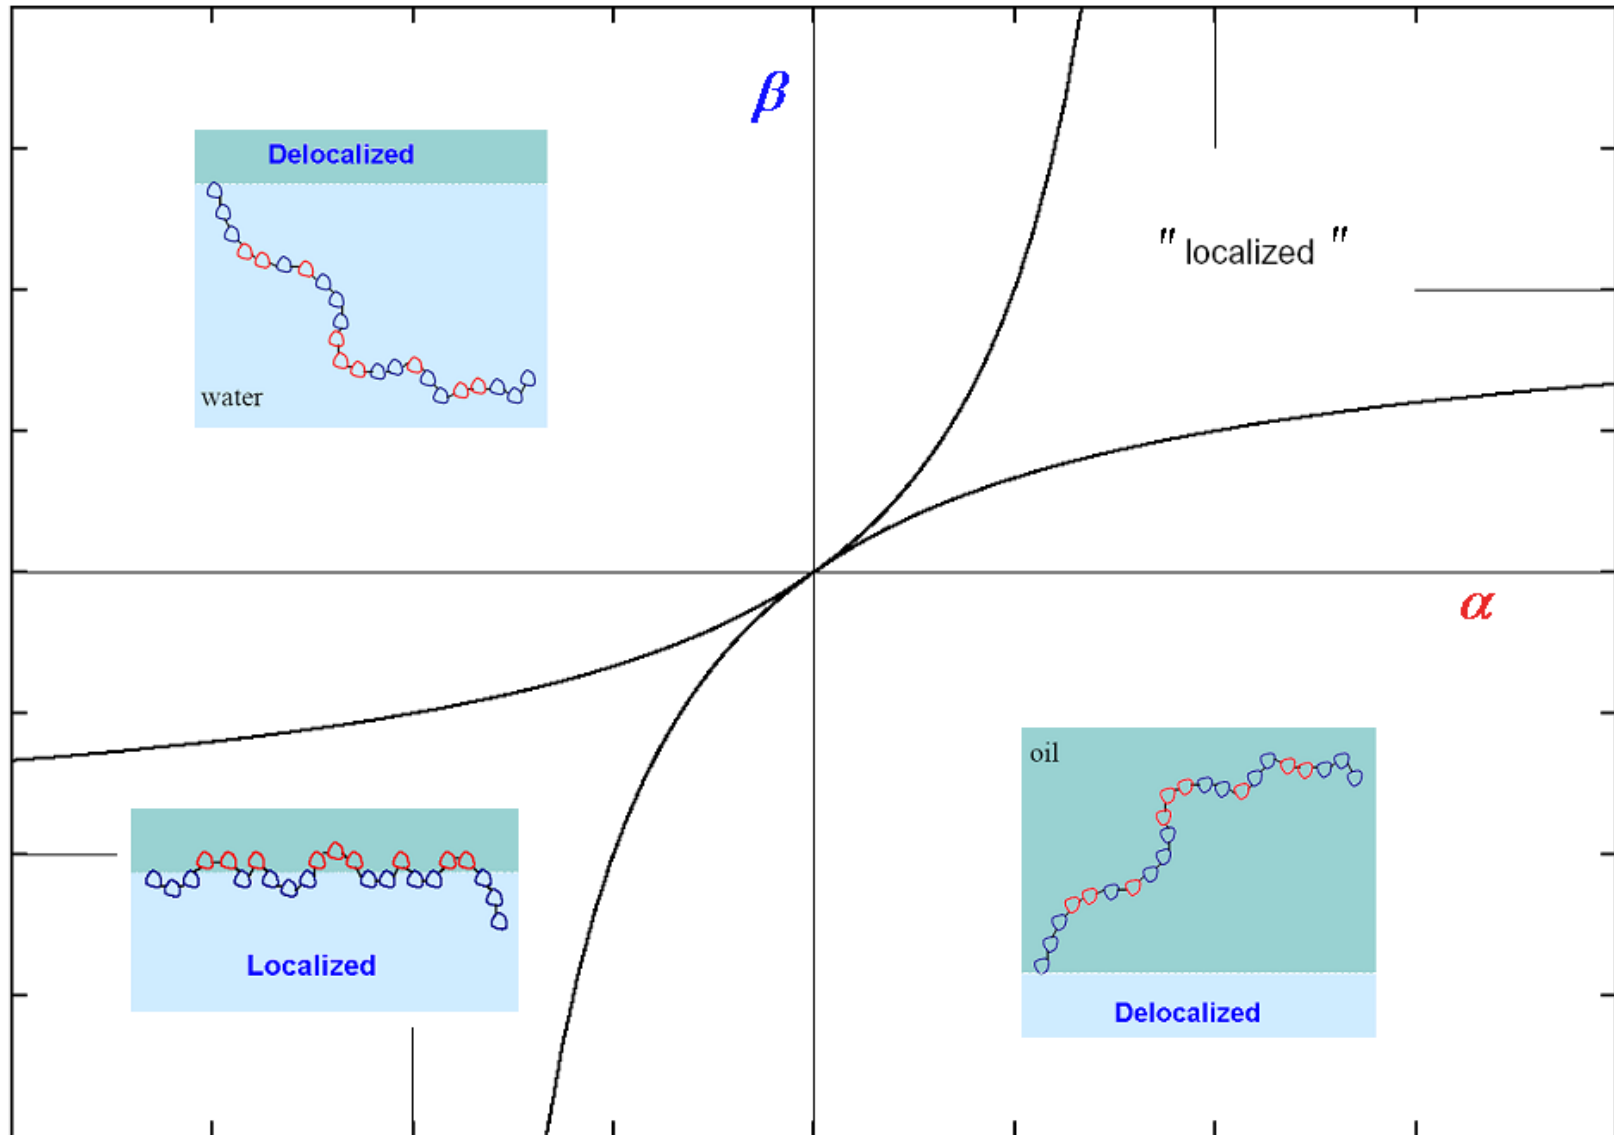 β
Delocalized
" localized "
water
α
oil
Localized
Delocalized